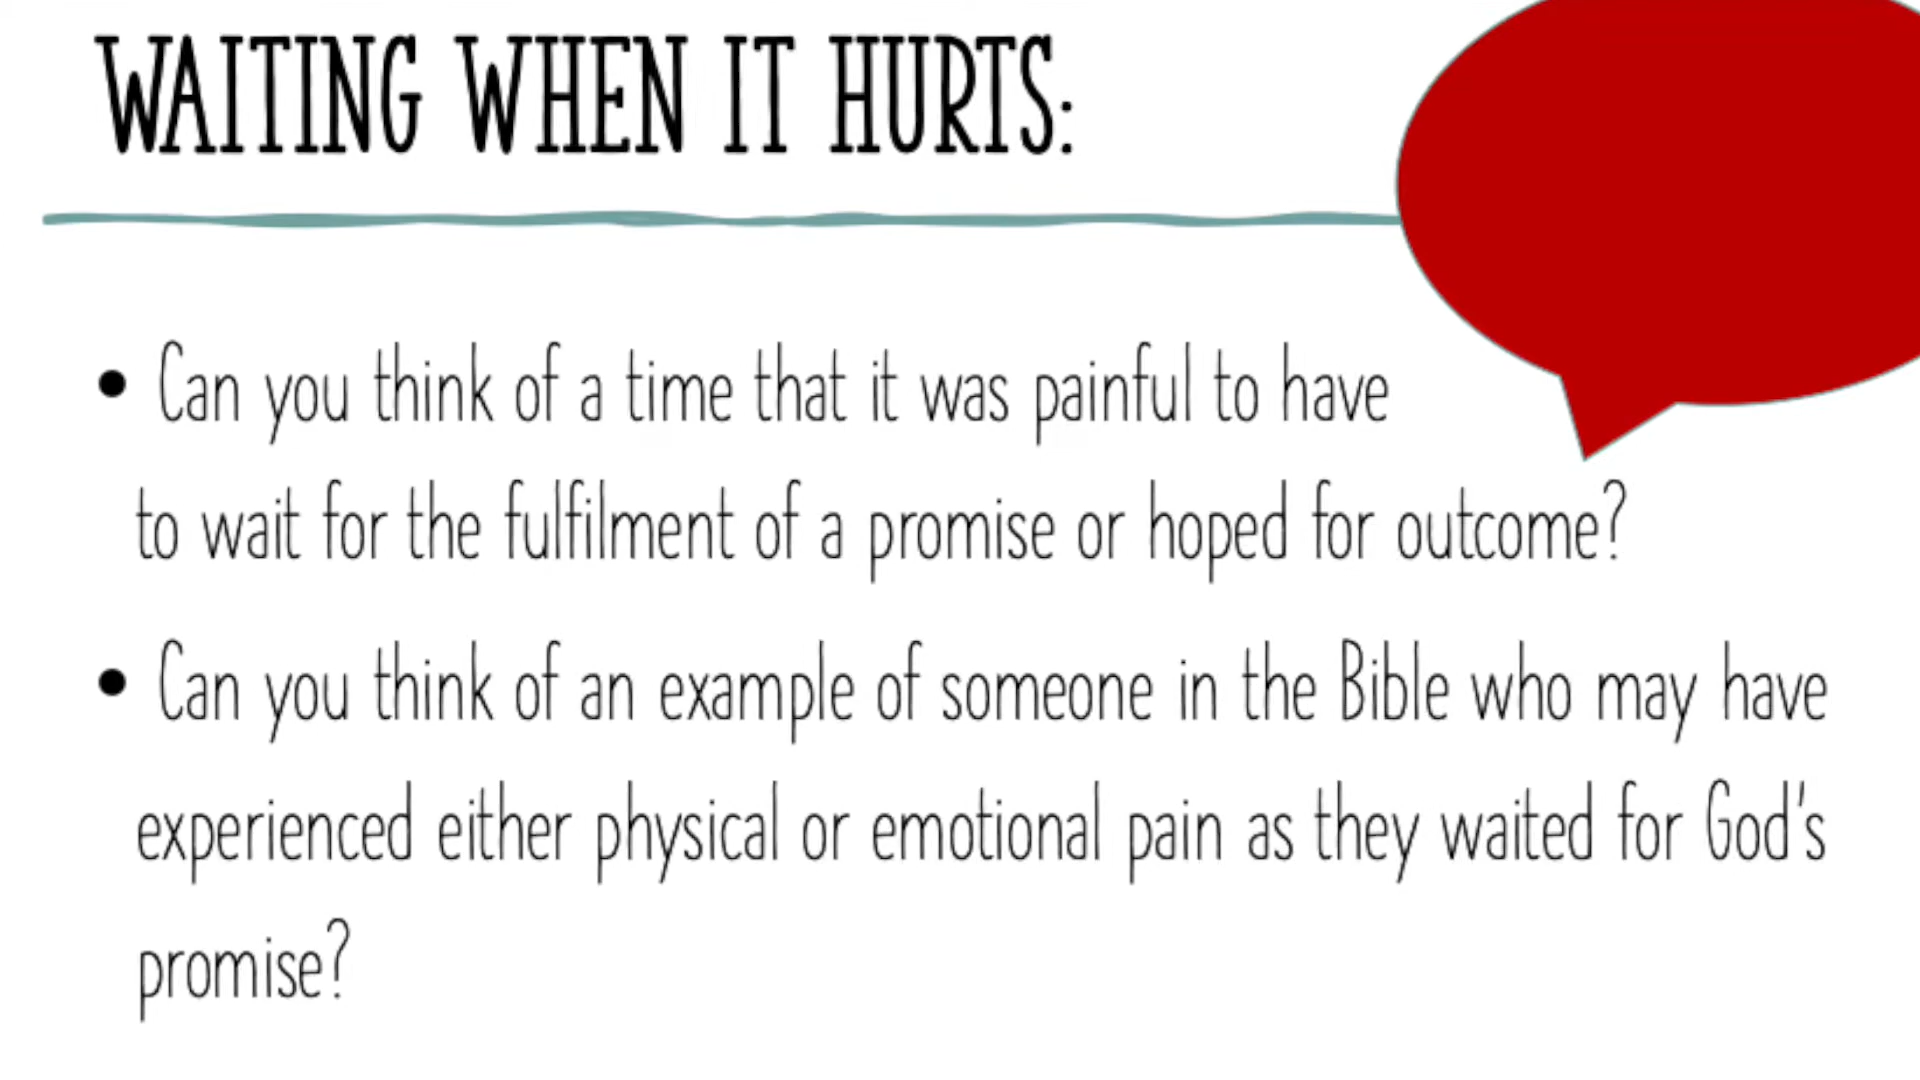 WAITING WHEN IT HURTS:
• Can you think of a time that it was painful to have
to wait for the fulfilment of a promise or hoped for outcome?
• Can you think of an example of someone in the Bible who may have
experienced either physical or emotional pain as they waited for God's
promise?